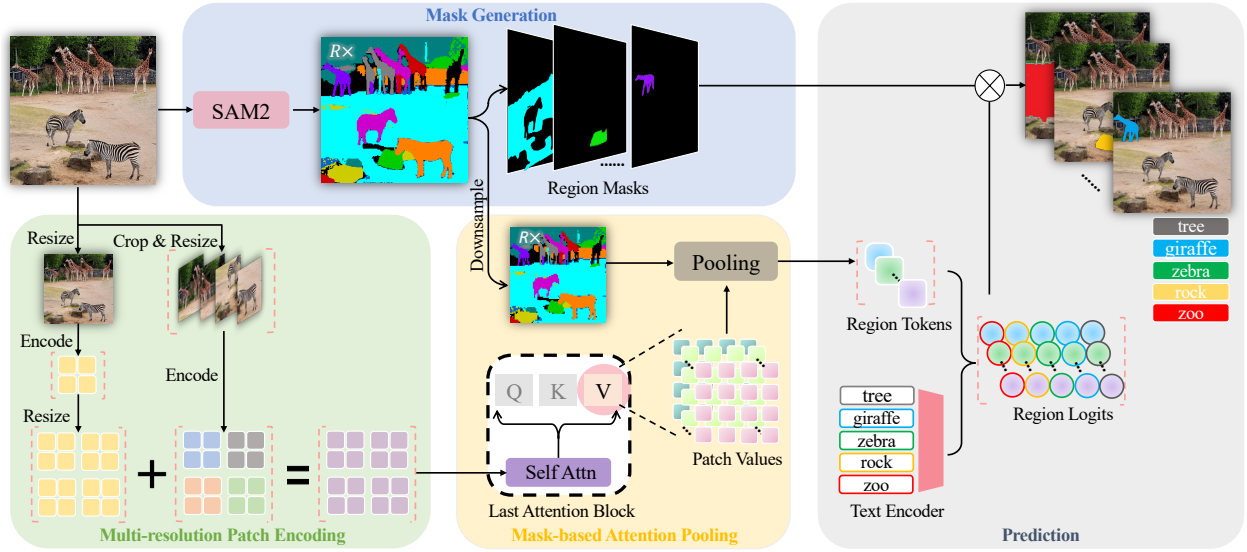 Mask Generation
R×
SAM2
......
Region Masks
Downsample
Resize
Crop & Resize
Encode
Encode
Resize
Multi-resolution Patch Encoding
R×
Pooling
Q K V
Self Attn
Last Attention Block
Patch Values
Mask-based Attention Pooling
tree
giraffe
zebra
rock
zoo
Region Tokens
Region Logits
tree
giraffe
zebra
rock
zoo
Text Encoder
Prediction